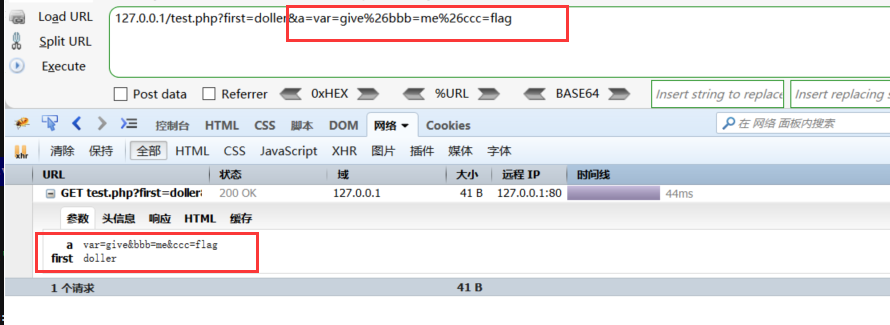 Load URL
127.0.0.1/test.php?first=doller&a=var=give%26bbb=me%26ccc=flag
Split URL
Execute
Post data Referrer 0xHEX %URL BASE64 Insert string to replace Insert replacing s
控制台 HTML CSS 脚本 DOM 网络 Cookies 在 网络 面板内搜索
xhr 清除 保持 全部 HTML CSS JavaScript XHR 图片 插件 媒体 字体
URL 状态 域 大小 远程 IP 时间线
GET test.php?first=doller& 200 OK 127.0.0.1 41 B 127.0.0.1:80 44ms
参数 头信息 响应 HTML 缓存
a var=give&bbb=me&ccc=flag
first doller
1 个请求 41 B